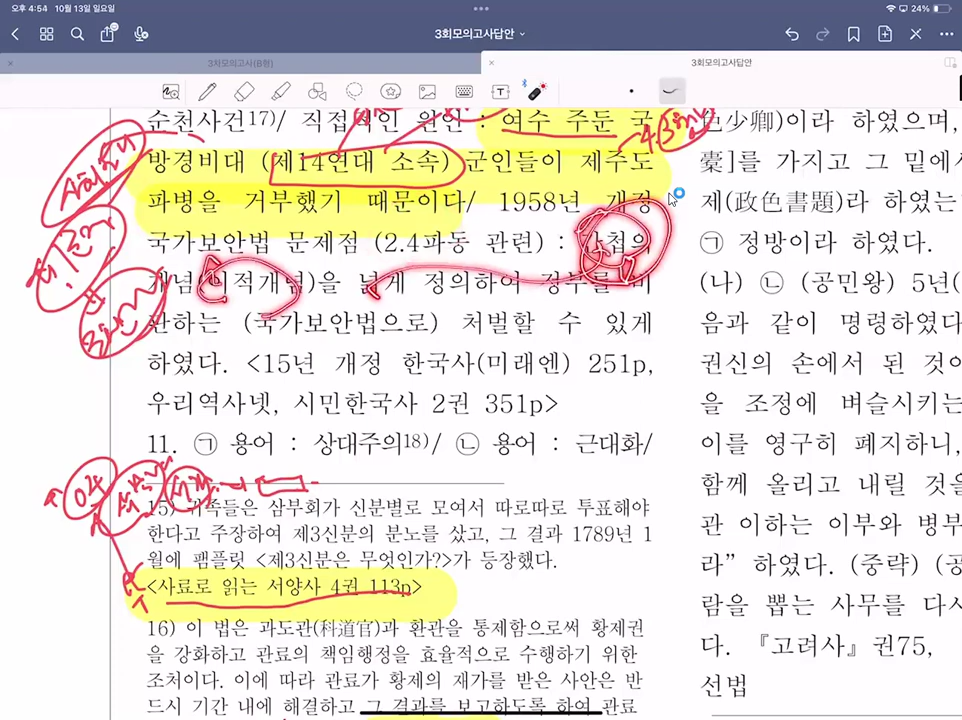 오후 4:54 10월 13일 일요일
24%
3회모의고사답안
3차모의고사(B형)
3회모의고사답안
순천사건17)/ 직접적인 원인 : 여수 주둔 국
방경비대 (제14연대 소속) 군인들이 제주도
파병을 거부했기 때문이다/ 1958년 개정
국가보안법 문제점 (2.4파동 관련) : 간첩의
개념(이적개념)을 넓게 정의하여 정부를 비
판하는 (국가보안법으로) 처벌할 수 있게
하였다. <15년 개정 한국사(미래엔) 251p,
우리역사넷, 시민한국사 2권 351p>
11. ㉠ 용어 : 상대주의18)/ ㉡ 용어 : 근대화/
15) 귀족들은 삼부회가 신분별로 모여서 따로따로 투표해야
한다고 주장하여 제3신분의 분노를 샀고, 그 결과 1789년 1
월에 팸플릿 <제3신분은 무엇인가?>가 등장했다.
<사료로 읽는 서양사 4권 113p>
16) 이 법은 과도관(科道官)과 환관을 통제함으로써 황제권
을 강화하고 관료의 책임행정을 효율적으로 수행하기 위한
조처이다. 이에 따라 관료가 황제의 재가를 받은 사안은 반
드시 기간 내에 해결하고 그 결과를 보고하도록 하여 관료
色少卿)이라 하였으며,
橐]를 가지고 그 밑에서
제(政色書題)라 하였는
㉠ 정방이라 하였다.
(나) ㉡ (공민왕) 5년(
음과 같이 명령하였다
권신의 손에서 된 것이
을 조정에 벼슬시키는
이를 영구히 폐지하니,
함께 올리고 내릴 것을
관 이하는 이부와 병부
라” 하였다. (중략) (공
람을 뽑는 사무를 다시
다. 『고려사』 권75,
선법